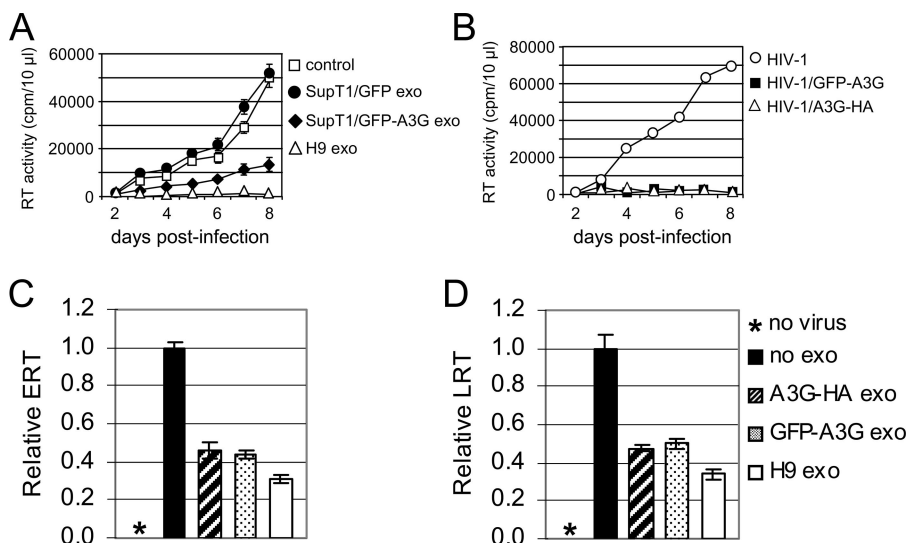 A
RT activity (cpm/10 µl)
60000
40000
20000
0
2 4 6 8
days post-infection
control
SupT1/GFP exo
SupT1/GFP-A3G exo
H9 exo
B
RT activity (cpm/10 µl)
80000
60000
40000
20000
0
2 4 6 8
days post-infection
HIV-1
HIV-1/GFP-A3G
HIV-1/A3G-HA
C
Relative ERT
1.2
1.0
0.8
0.6
0.4
0.2
0.0
*
D
Relative LRT
1.2
1.0
0.8
0.6
0.4
0.2
0.0
*
* no virus
no exo
A3G-HA exo
GFP-A3G exo
H9 exo